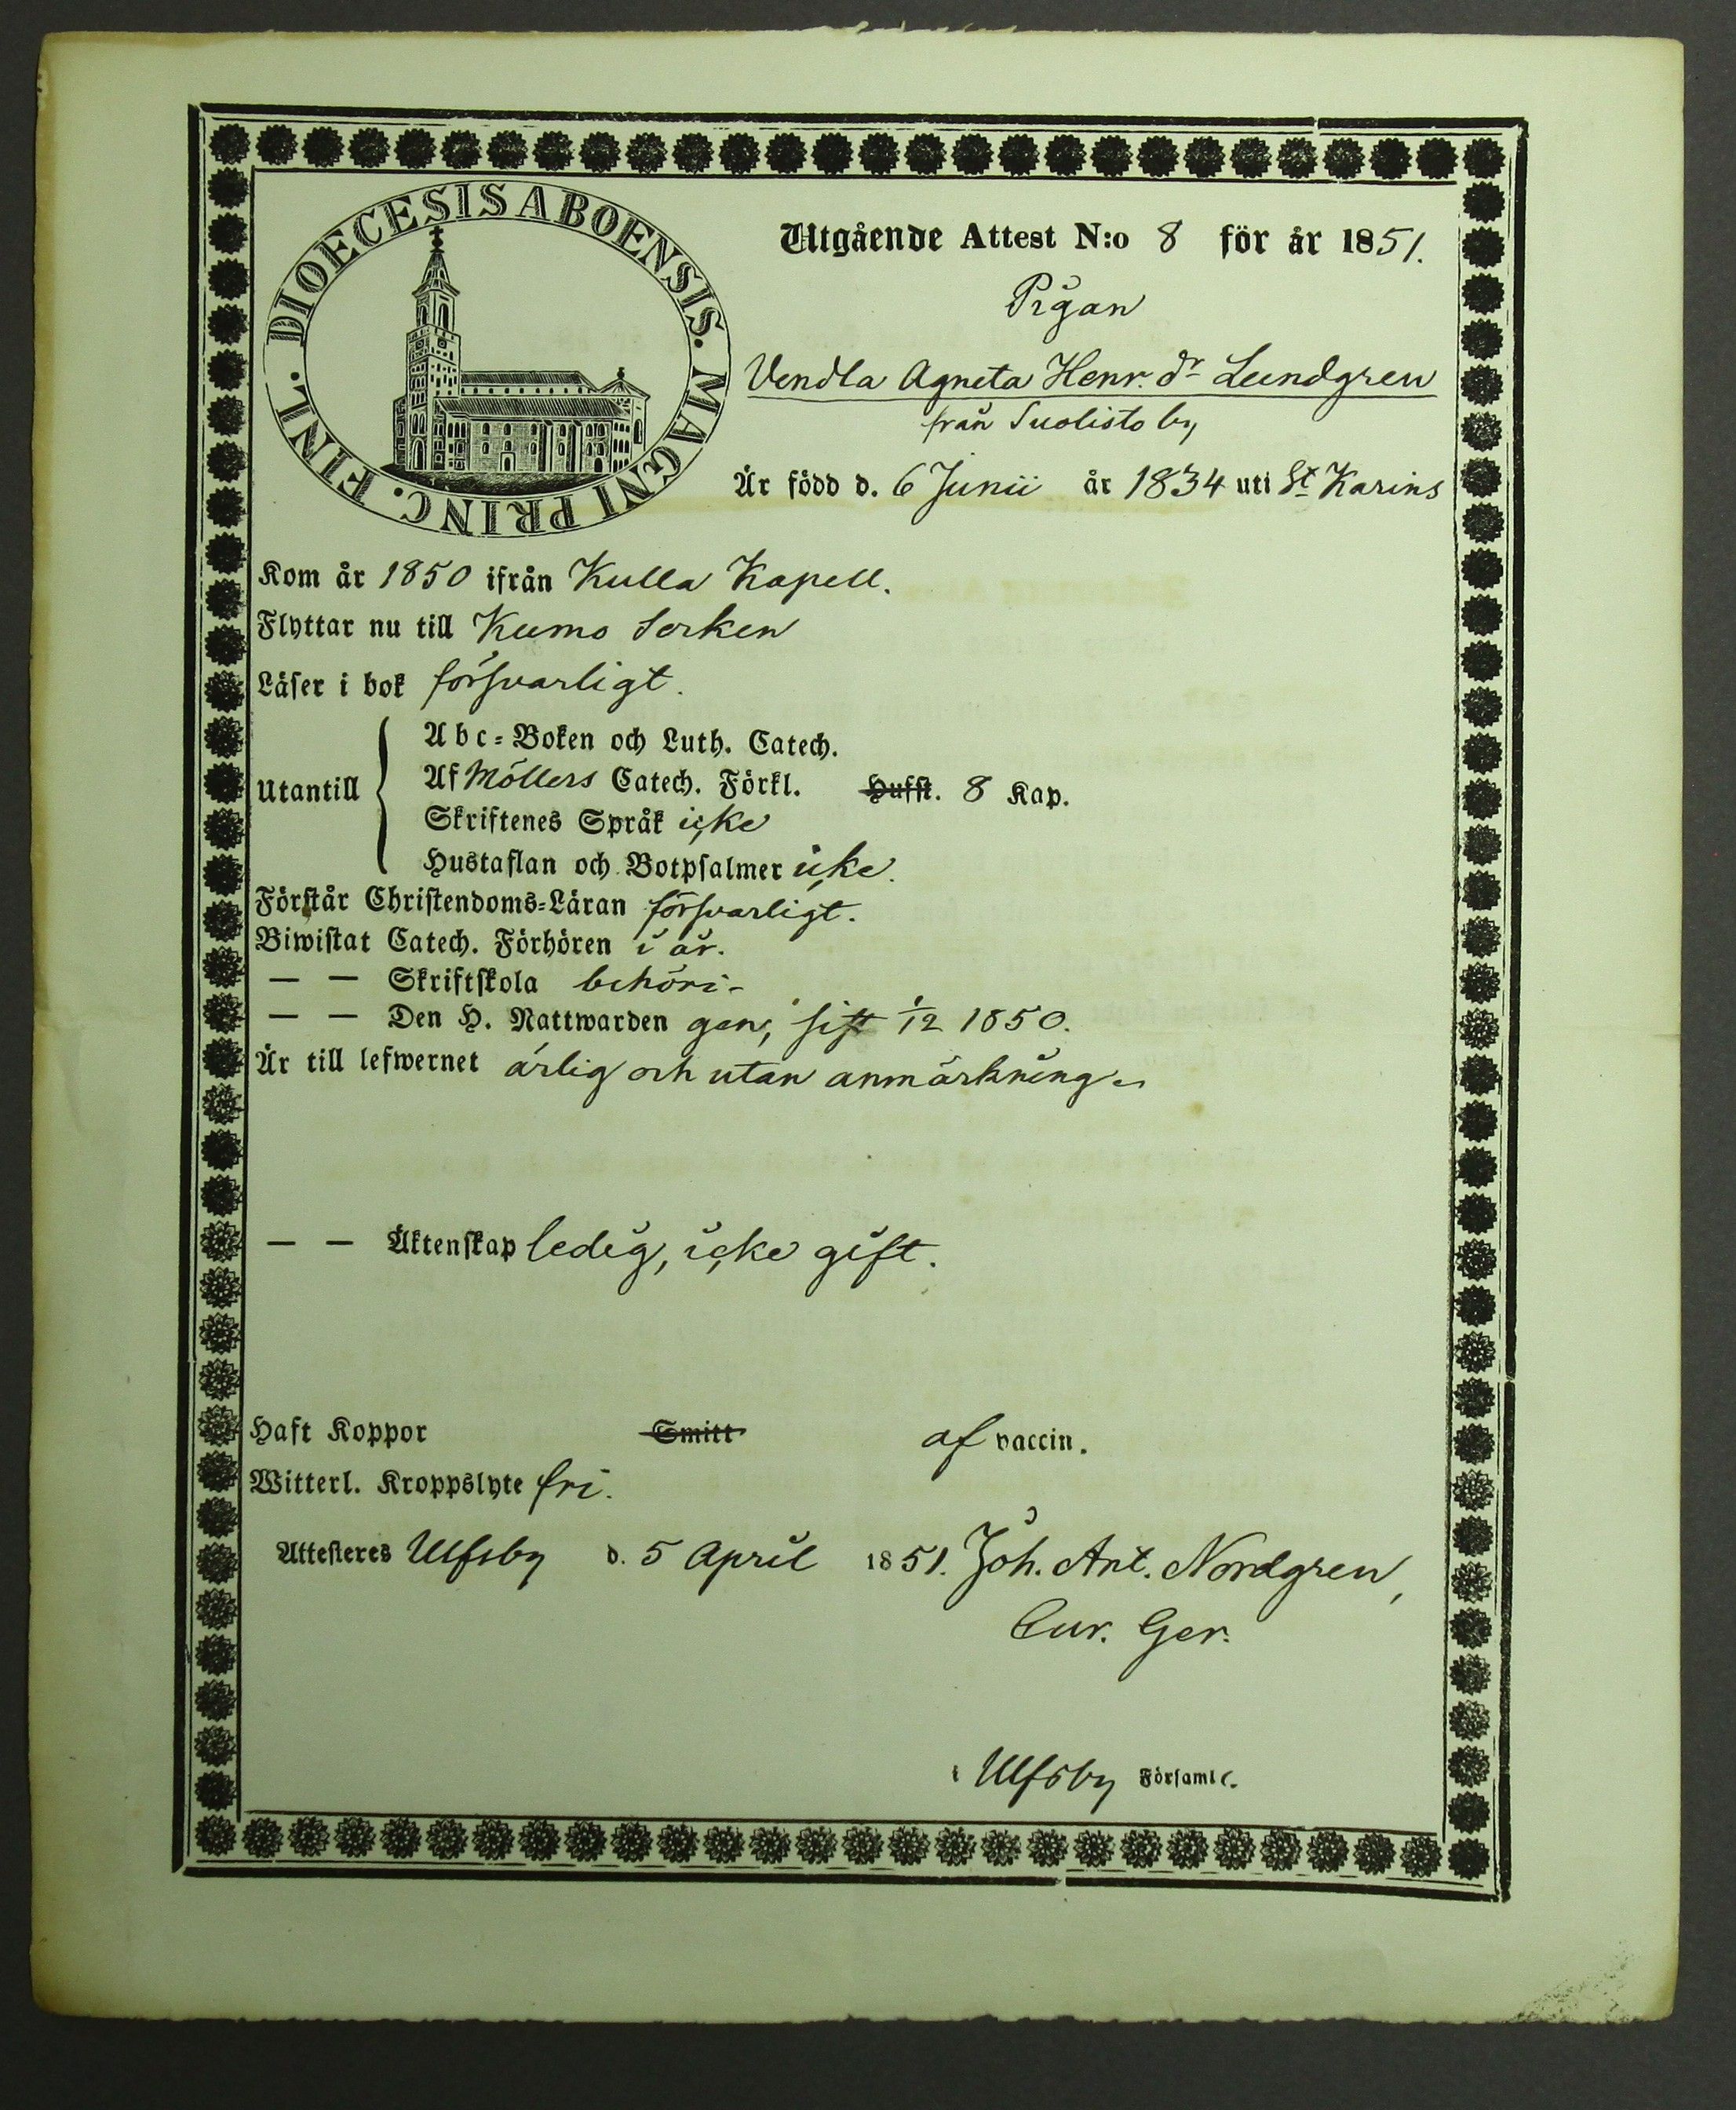 DIOECESIS ABOENSIS. MAGNI PRINC. FINL.
Utgående Attest N:o 8 för år 1851.
Pigan
Vendla Agneta Henr. dr Lundgren
från Suolisto by
Är född d. 6 Junii år 1834 uti St Karins
Kom år 1850 ifrån Kulla Kapell.
Flyttar nu till Kumo Socken
Läser i bok försvarligt.
Utantill
Abc-Boken och Luth. Catech.
Af Möllers Catech. Förkl. Hufst. 8 Kap.
Skriftenes Språk icke
Hustaflan och Botpsalmer icke.
Förstår Christendoms-Läran försvarligt.
Biwistat Catech. Förhören i år.
— — Skriftskola behöri-
— — Den H. Nattwarden gen, sist 1/12 1850.
Är till lefwernet ärlig och utan anmärkning.
— — Äktenskap ledig, icke gift.
Haft Koppor Smitt af vaccin.
Witterl. Kroppslyte fri.
Attesteres Ulfsby d. 5 April 1851. Joh. Ant. Nordgren,
Cur. Ger.
i Ulfsby Församl.